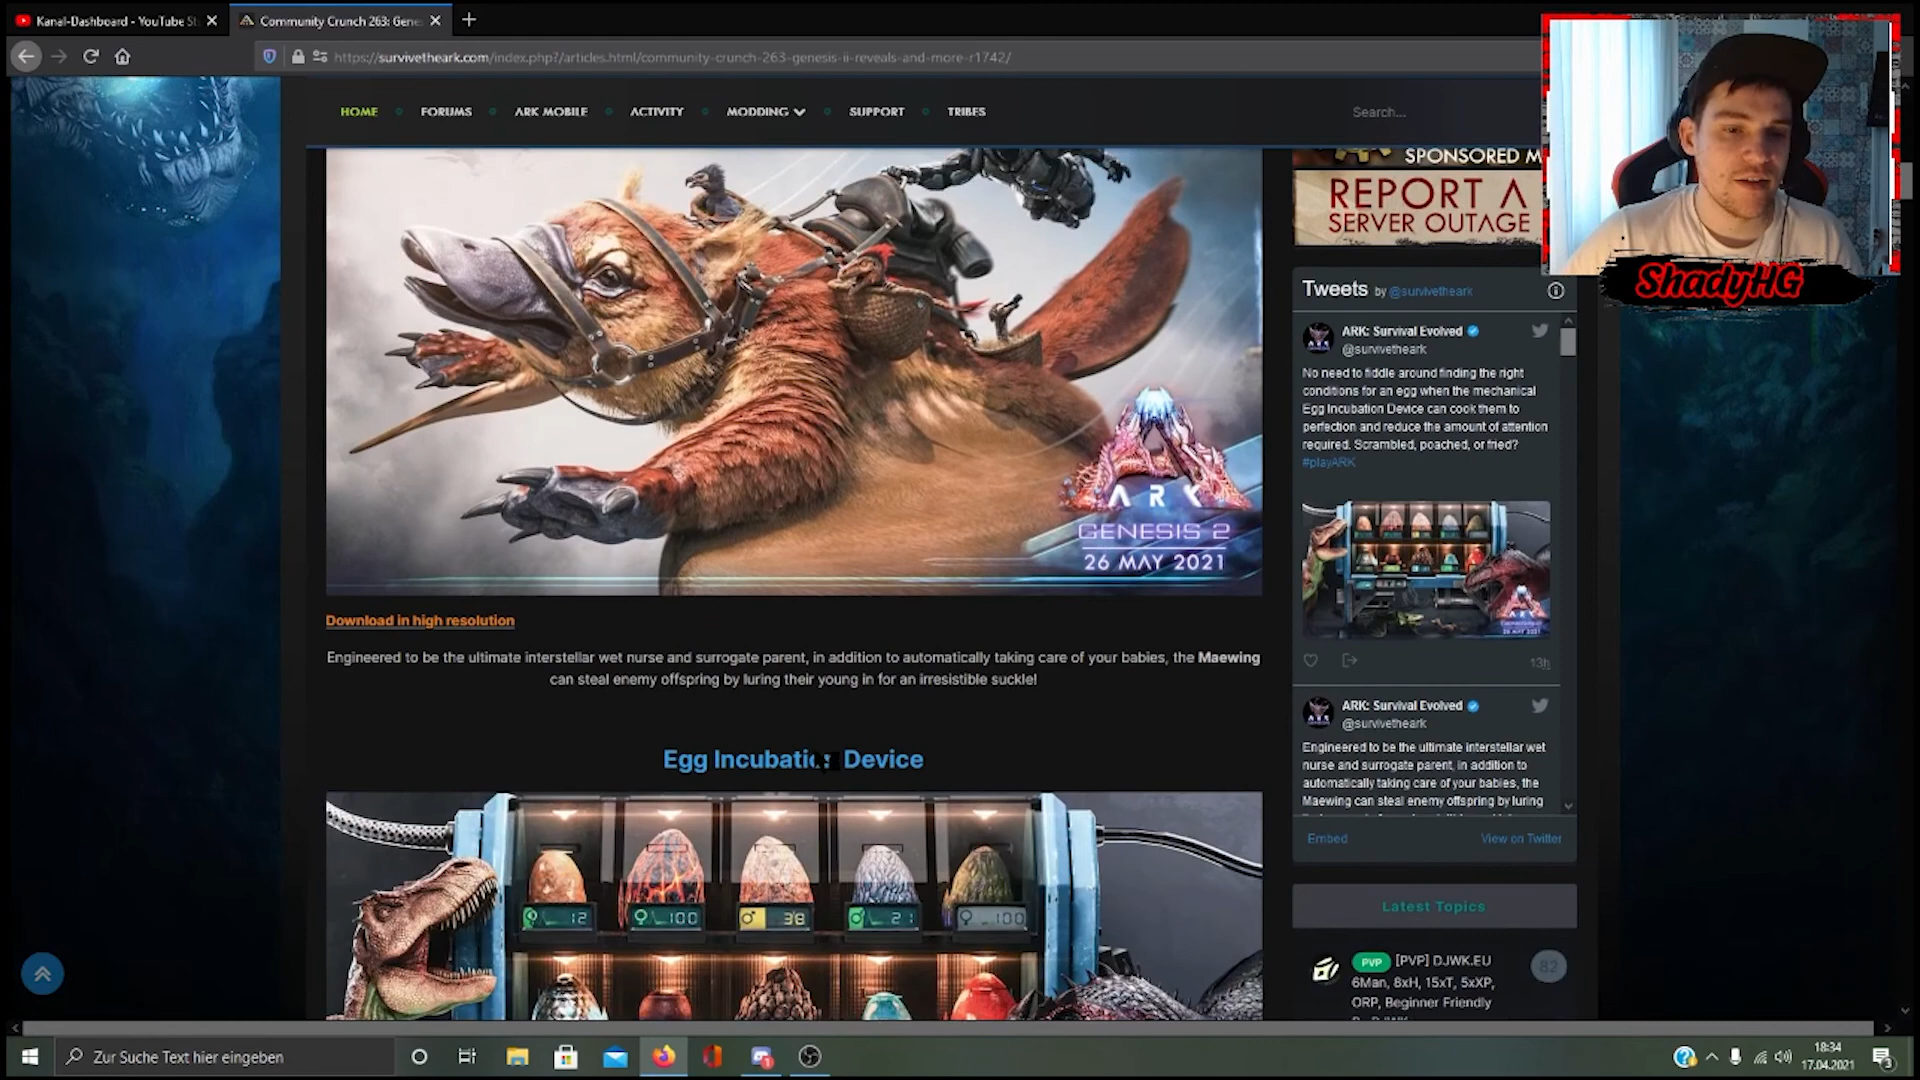 Kanal-Dashboard - YouTube St
Community Crunch 263: Gene
https://survivetheark.com/index.php?/articles.html/community-crunch-263-genesis-ii-reveals-and-more-r1742/
HOME
FORUMS
ARK MOBILE
ACTIVITY
MODDING
SUPPORT
TRIBES
Search...
SPONSORED M
REPORT A
SERVER OUTAGE
ShadyHG
ARK
GENESIS 2
26 MAY 2021
Download in high resolution
Engineered to be the ultimate interstellar wet nurse and surrogate parent, in addition to automatically taking care of your babies, the Maewing
can steal enemy offspring by luring their young in for an irresistible suckle!
Egg Incubation Device
12
100
38
21
100
Tweets by @survivetheark
ARK: Survival Evolved
@survivetheark
No need to fiddle around finding the right
conditions for an egg when the mechanical
Egg Incubation Device can cook them to
perfection and reduce the amount of attention
required. Scrambled, poached, or fried?
#playARK
13h
ARK: Survival Evolved
@survivetheark
Engineered to be the ultimate interstellar wet
nurse and surrogate parent, in addition to
automatically taking care of your babies, the
Maewing can steal enemy offspring by luring
Embed
View on Twitter
Latest Topics
PVP [PVP] DJWK.EU
6Man, 8xH, 15xT, 5xXP,
ORP, Beginner Friendly
82
Zur Suche Text hier eingeben
18:34
17.04.2021